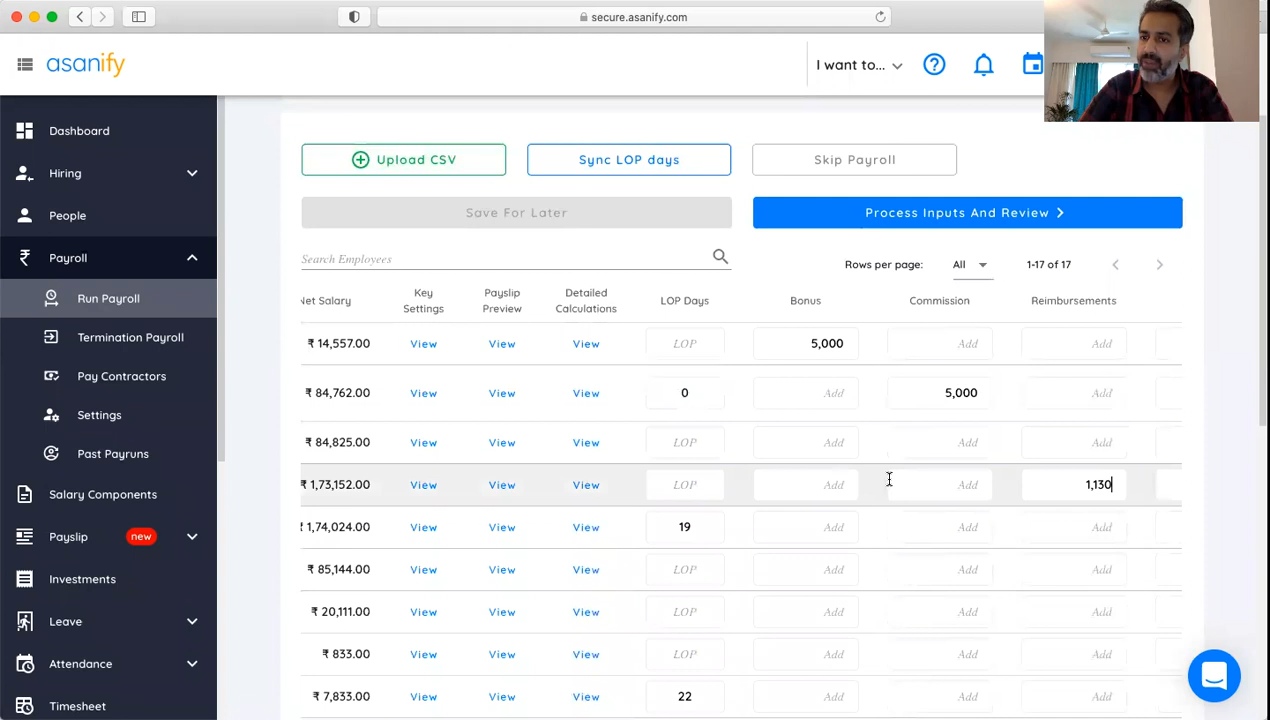 secure.asanify.com
asanify
I want to...
Dashboard
Hiring
People
₹ Payroll
Run Payroll
Termination Payroll
Pay Contractors
Settings
Past Payruns
Salary Components
Payslip new
Investments
Leave
Attendance
Timesheet
Upload CSV Sync LOP days Skip Payroll
Save For Later Process Inputs And Review
Search Employees Rows per page: All 1-17 of 17
Net Salary Key Settings Payslip Preview Detailed Calculations LOP Days Bonus Commission Reimbursements
₹ 14,557.00 View View View LOP 5,000 Add Add
₹ 84,762.00 View View View 0 Add 5,000 Add
₹ 84,825.00 View View View LOP Add Add Add
₹ 1,73,152.00 View View View LOP Add Add 1,130
₹ 1,74,024.00 View View View 19 Add Add Add
₹ 85,144.00 View View View LOP Add Add Add
₹ 20,111.00 View View View LOP Add Add Add
₹ 833.00 View View View LOP Add Add Add
₹ 7,833.00 View View View 22 Add Add Add